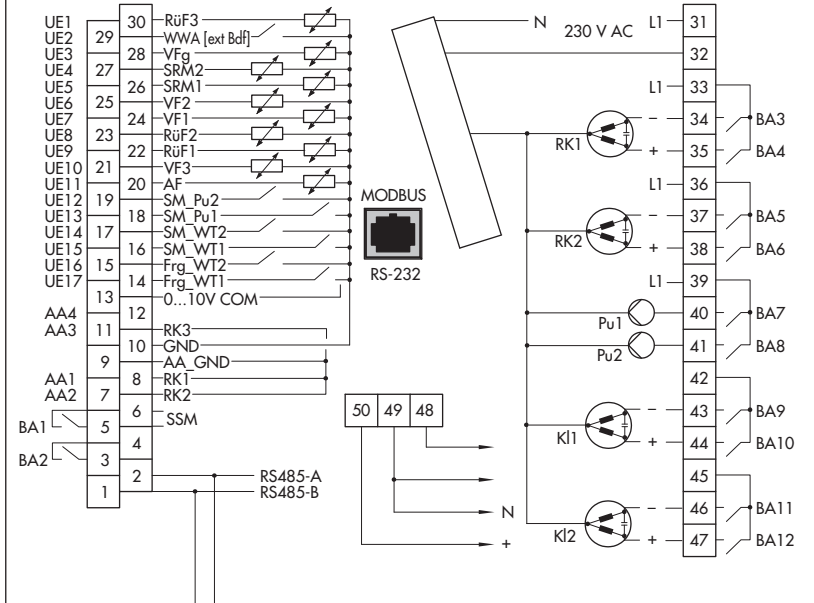 UE1 30 RüF3
UE2 29 WWA [ext Bdf]
UE3 28 VFg
UE4 27 SRM2
UE5 26 SRM1
UE6 25 VF2
UE7 24 VF1
UE8 23 RüF2
UE9 22 RüF1
UE10 21 VF3
UE11 20 AF
UE12 19 SM_Pu2
UE13 18 SM_Pu1
UE14 17 SM_WT2
UE15 16 SM_WT1
UE16 15 Frg_WT2
UE17 14 Frg_WT1
13 0...10V COM
AA4 12
AA3 11 RK3
10 GND
9 AA_GND
AA1 8 RK1
AA2 7 RK2
6 SSM
BA1 5
4
BA2 3
2 RS485-A
1 RS485-B
MODBUS
RS-232
50 49 48
N
+
N 230 V AC L1 31
32
L1 33
RK1 − 34 BA3
+ 35 BA4
L1 36
RK2 − 37 BA5
+ 38 BA6
L1 39
Pu1 40 BA7
Pu2 41 BA8
42
Kl1 − 43 BA9
+ 44 BA10
45
Kl2 − 46 BA11
+ 47 BA12